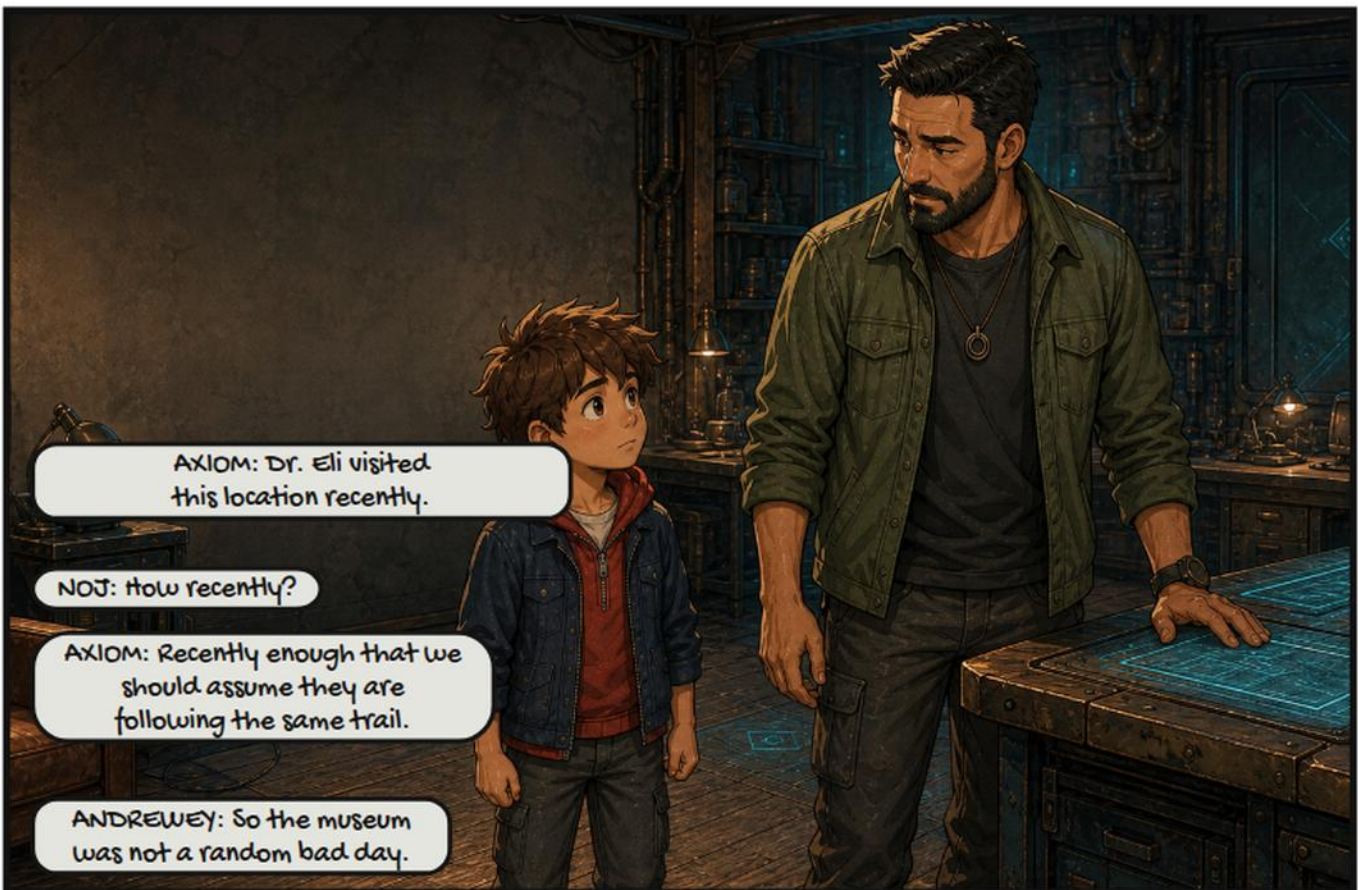 AXIOM: Dr. Eli visited
this location recently.
NOJ: How recently?
AXIOM: Recently enough that we
should assume they are
following the same trail.
ANDREWEY: So the museum
was not a random bad day.